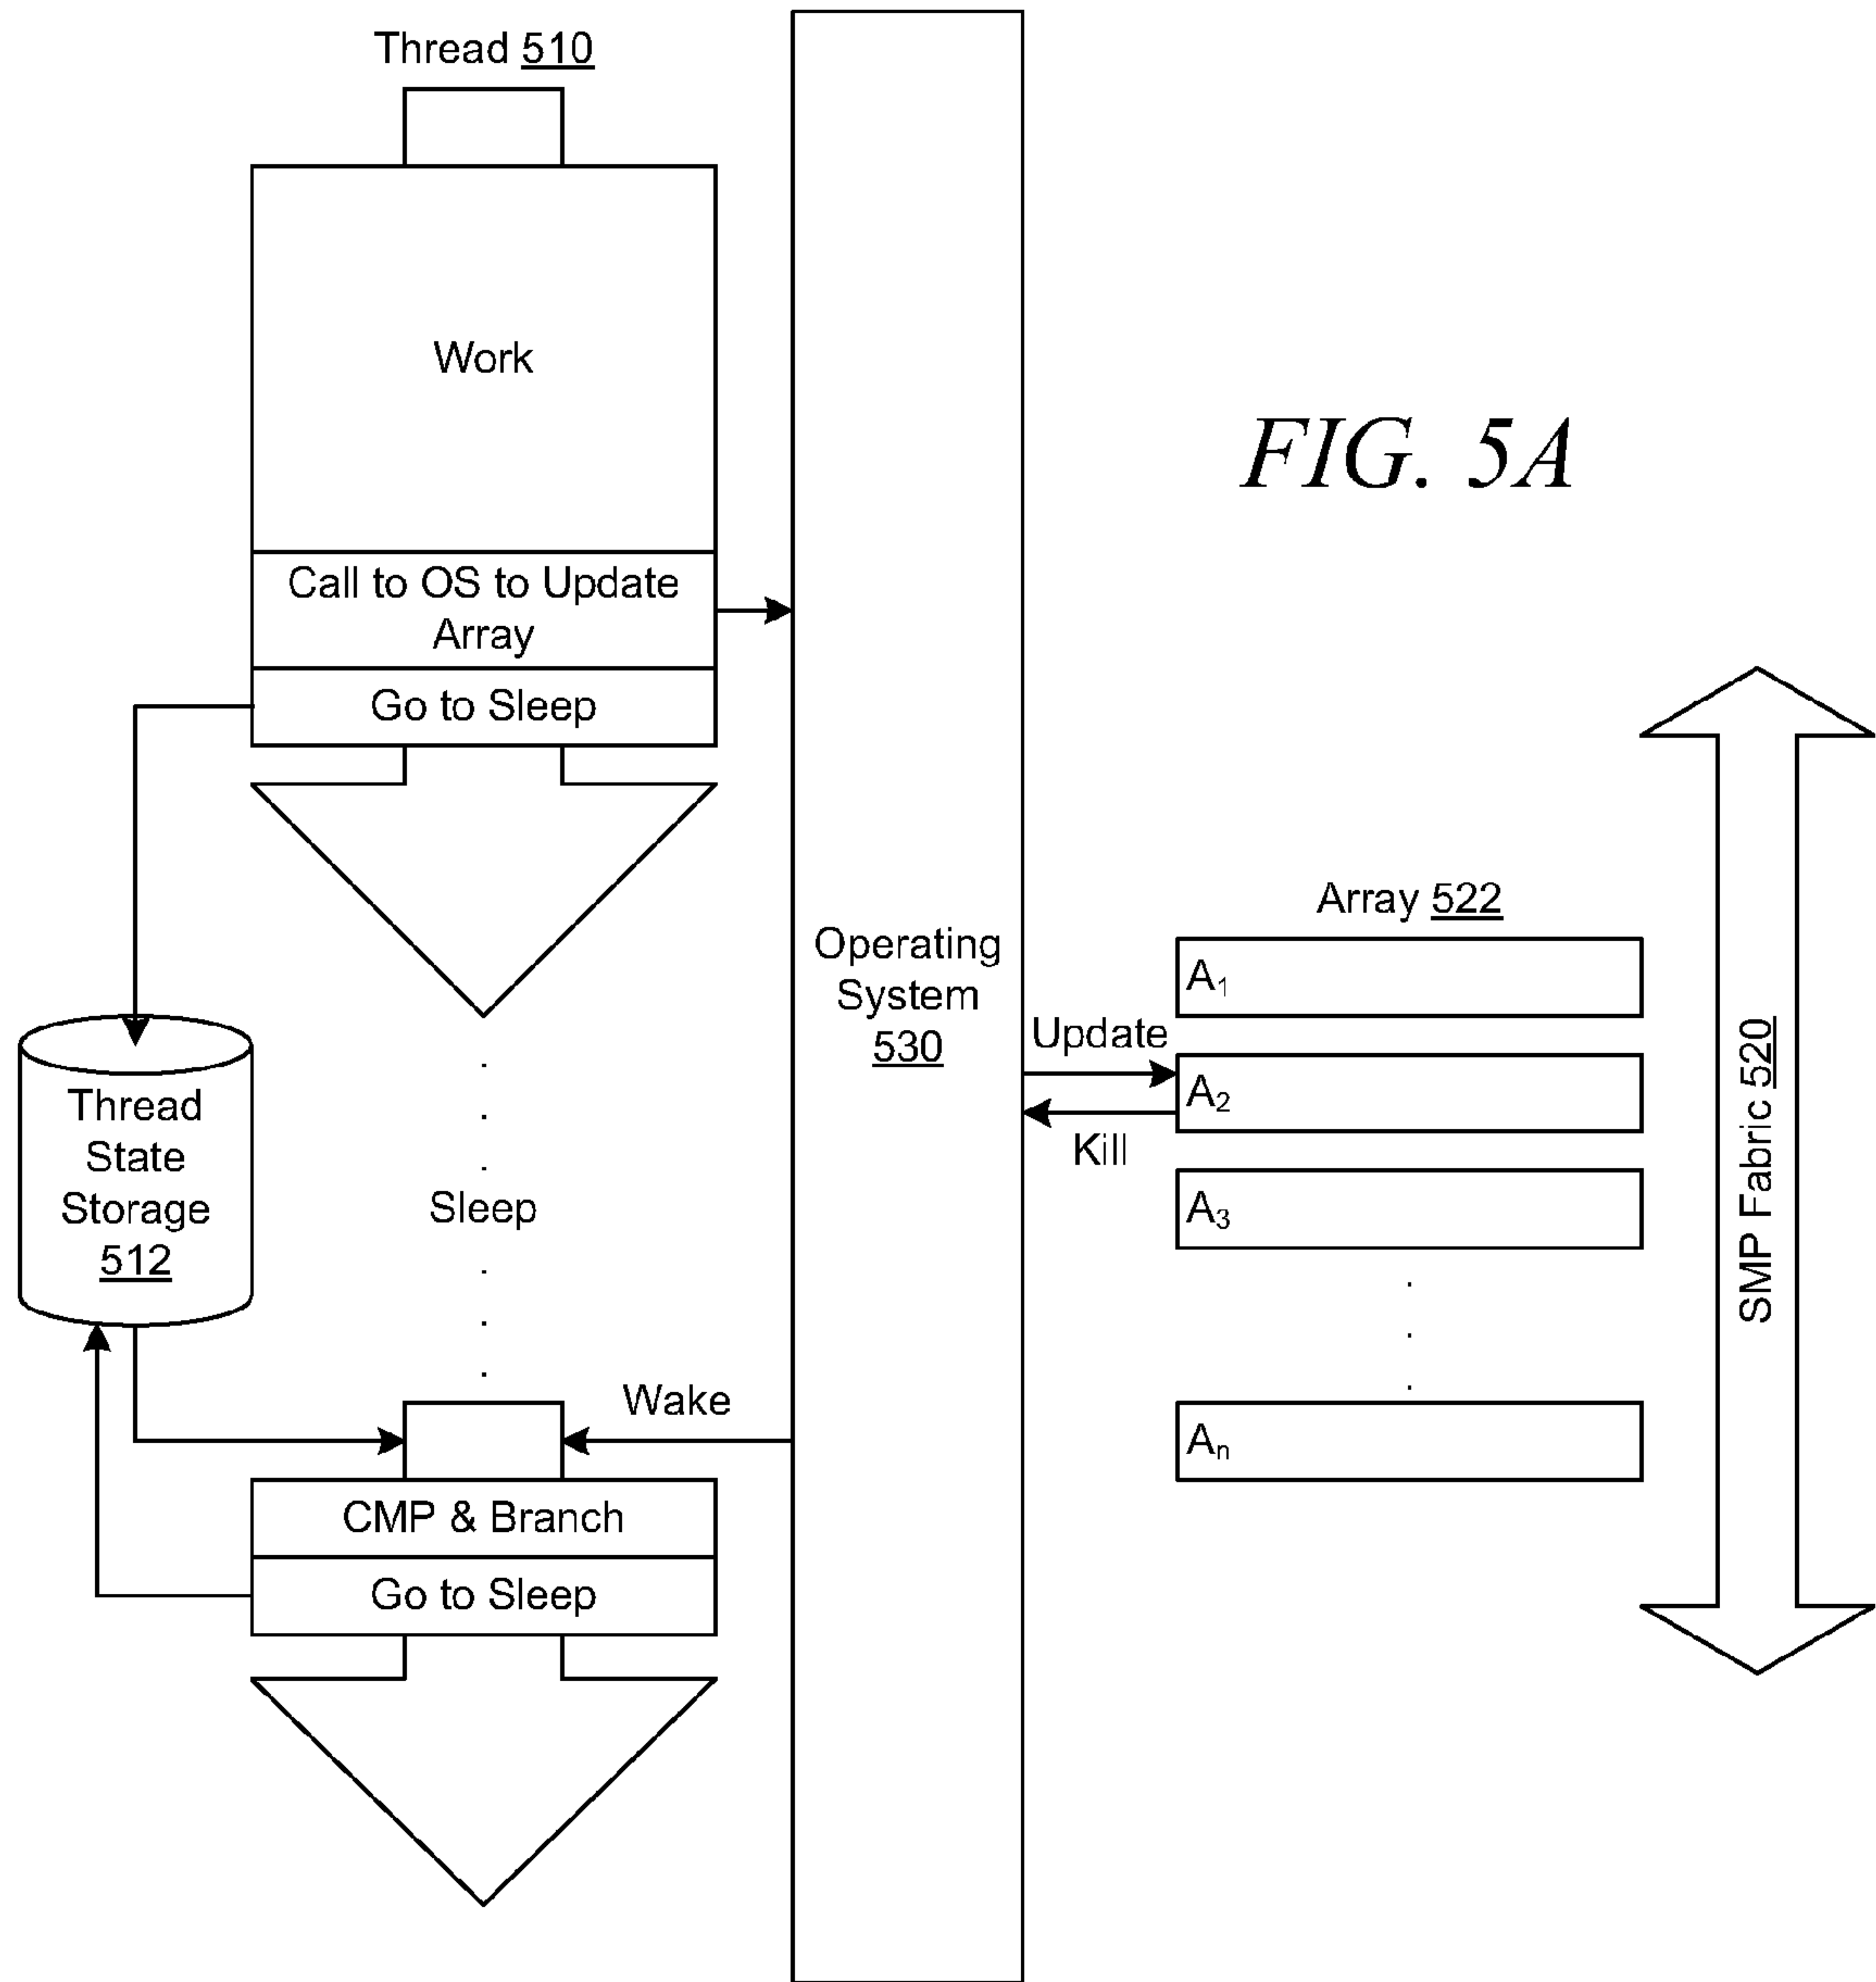 Thread 510
Work
Call to OS to Update
Array
Go to Sleep
Thread
State
Storage
512
Sleep
Wake
CMP & Branch
Go to Sleep
Operating
System
530
Update
Kill
FIG. 5A
Array 522
A1
A2
A3
An
SMP Fabric 520